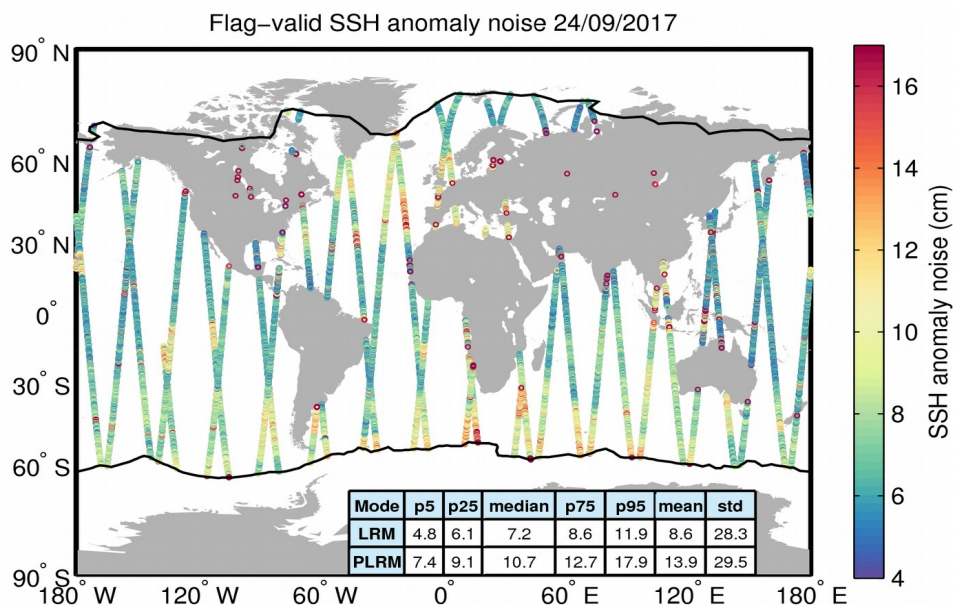 Flag–valid SSH anomaly noise 24/09/2017
90° N
60° N
30° N
0°
30° S
60° S
90° S
180° W
120° W
60° W
0°
60° E
120° E
180° E
Mode p5 p25 median p75 p95 mean std
LRM 4.8 6.1 7.2 8.6 11.9 8.6 28.3
PLRM 7.4 9.1 10.7 12.7 17.9 13.9 29.5
16
14
12
10
8
6
4
SSH anomaly noise (cm)